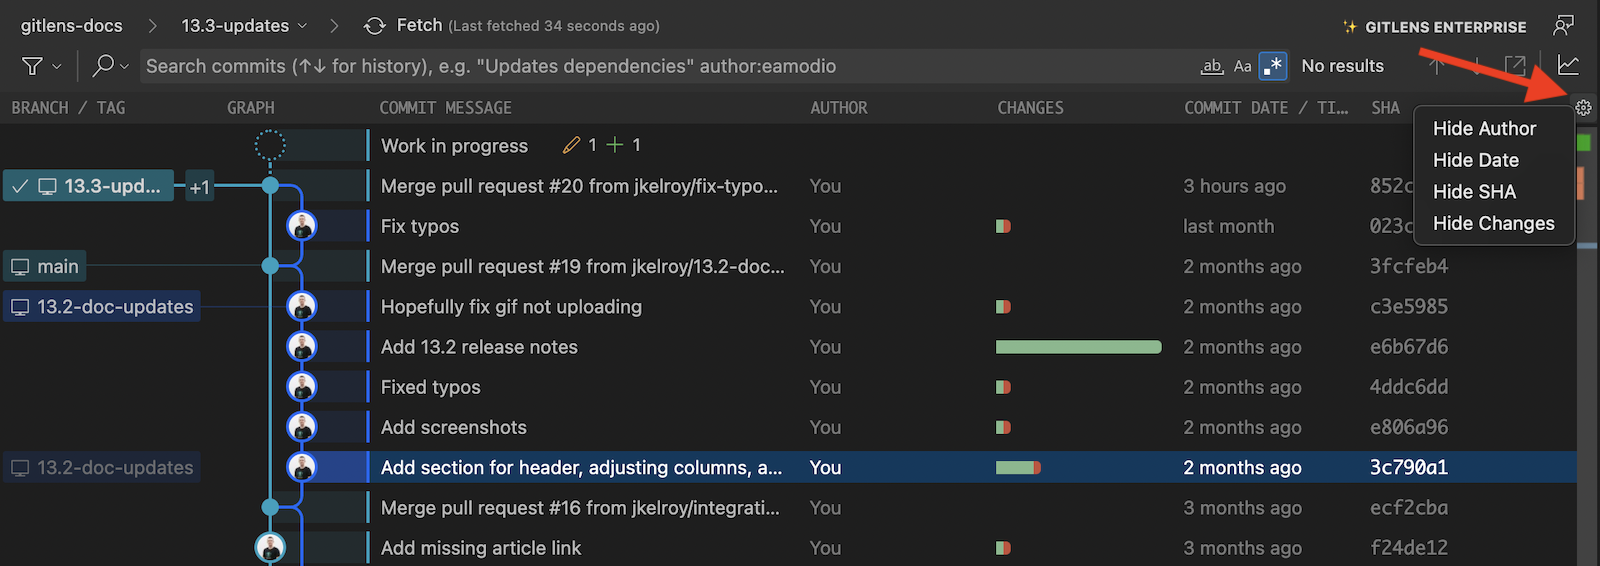 gitlens-docs 13.3-updates Fetch (Last fetched 34 seconds ago) GITLENS ENTERPRISE
Search commits (↑↓ for history), e.g. "Updates dependencies" author:eamodio ab Aa .* No results
BRANCH / TAG GRAPH COMMIT MESSAGE AUTHOR CHANGES COMMIT DATE / TI... SHA
Hide Author
Hide Date
Hide SHA
Hide Changes
Work in progress 1 + 1
13.3-upd... +1 Merge pull request #20 from jkelroy/fix-typo... You 3 hours ago 852c
Fix typos You last month 023c
main Merge pull request #19 from jkelroy/13.2-doc... You 2 months ago 3fcfeb4
13.2-doc-updates Hopefully fix gif not uploading You 2 months ago c3e5985
Add 13.2 release notes You 2 months ago e6b67d6
Fixed typos You 2 months ago 4ddc6dd
Add screenshots You 2 months ago e806a96
13.2-doc-updates Add section for header, adjusting columns, a... You 2 months ago 3c790a1
Merge pull request #16 from jkelroy/integrati... You 3 months ago ecf2cba
Add missing article link You 3 months ago f24de12